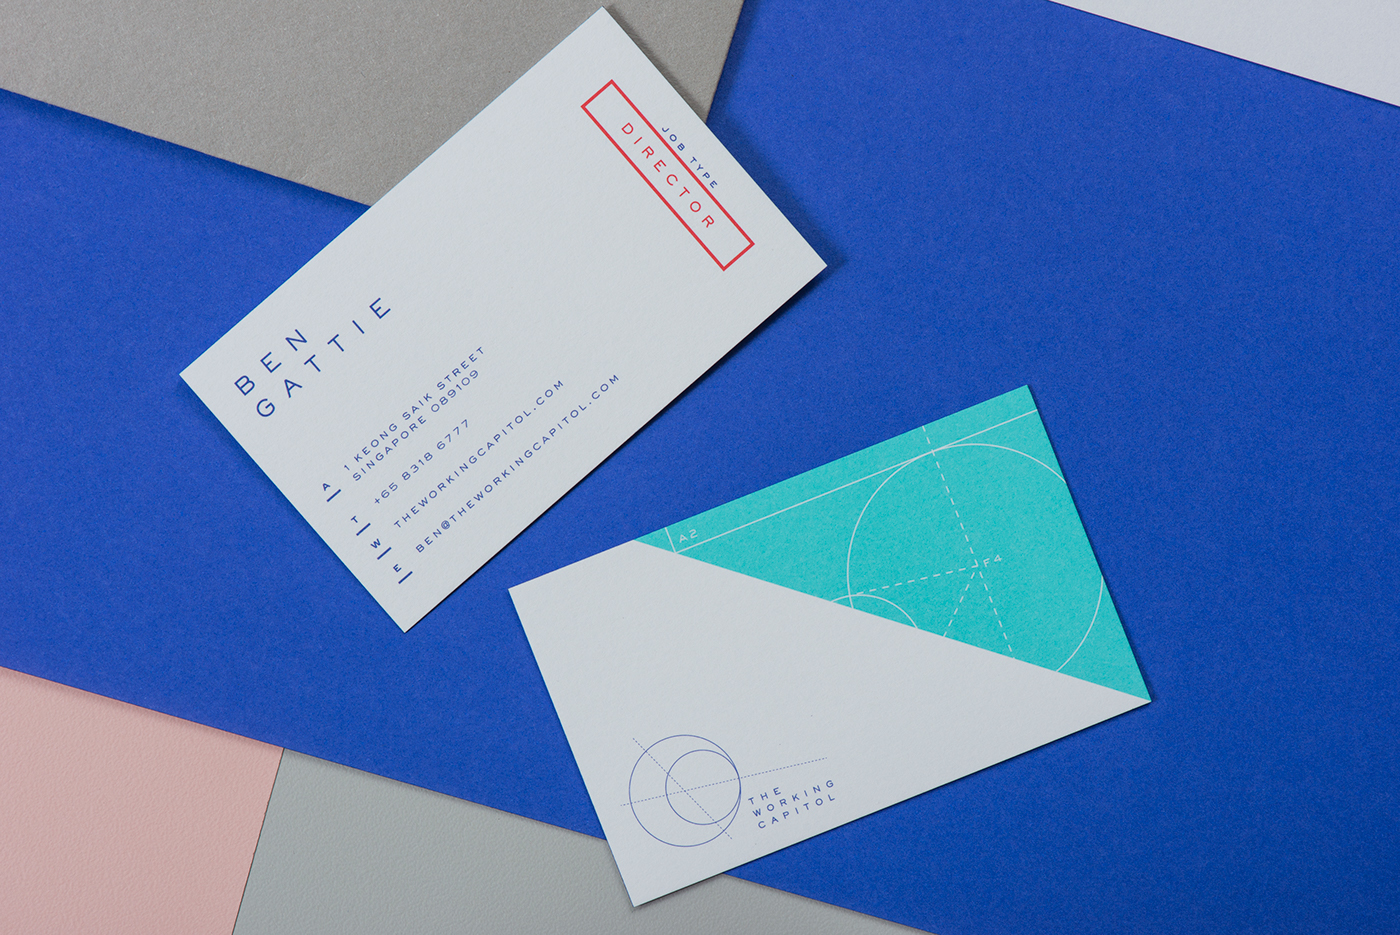 JOB TYPE
DIRECTOR
BEN
GATTIE
A 1 KEONG SAIK STREET
SINGAPORE 089109
T +65 8318 6777
W THEWORKINGCAPITOL.COM
E BEN@THEWORKINGCAPITOL.COM
A2
F4
THE
WORKING
CAPITOL